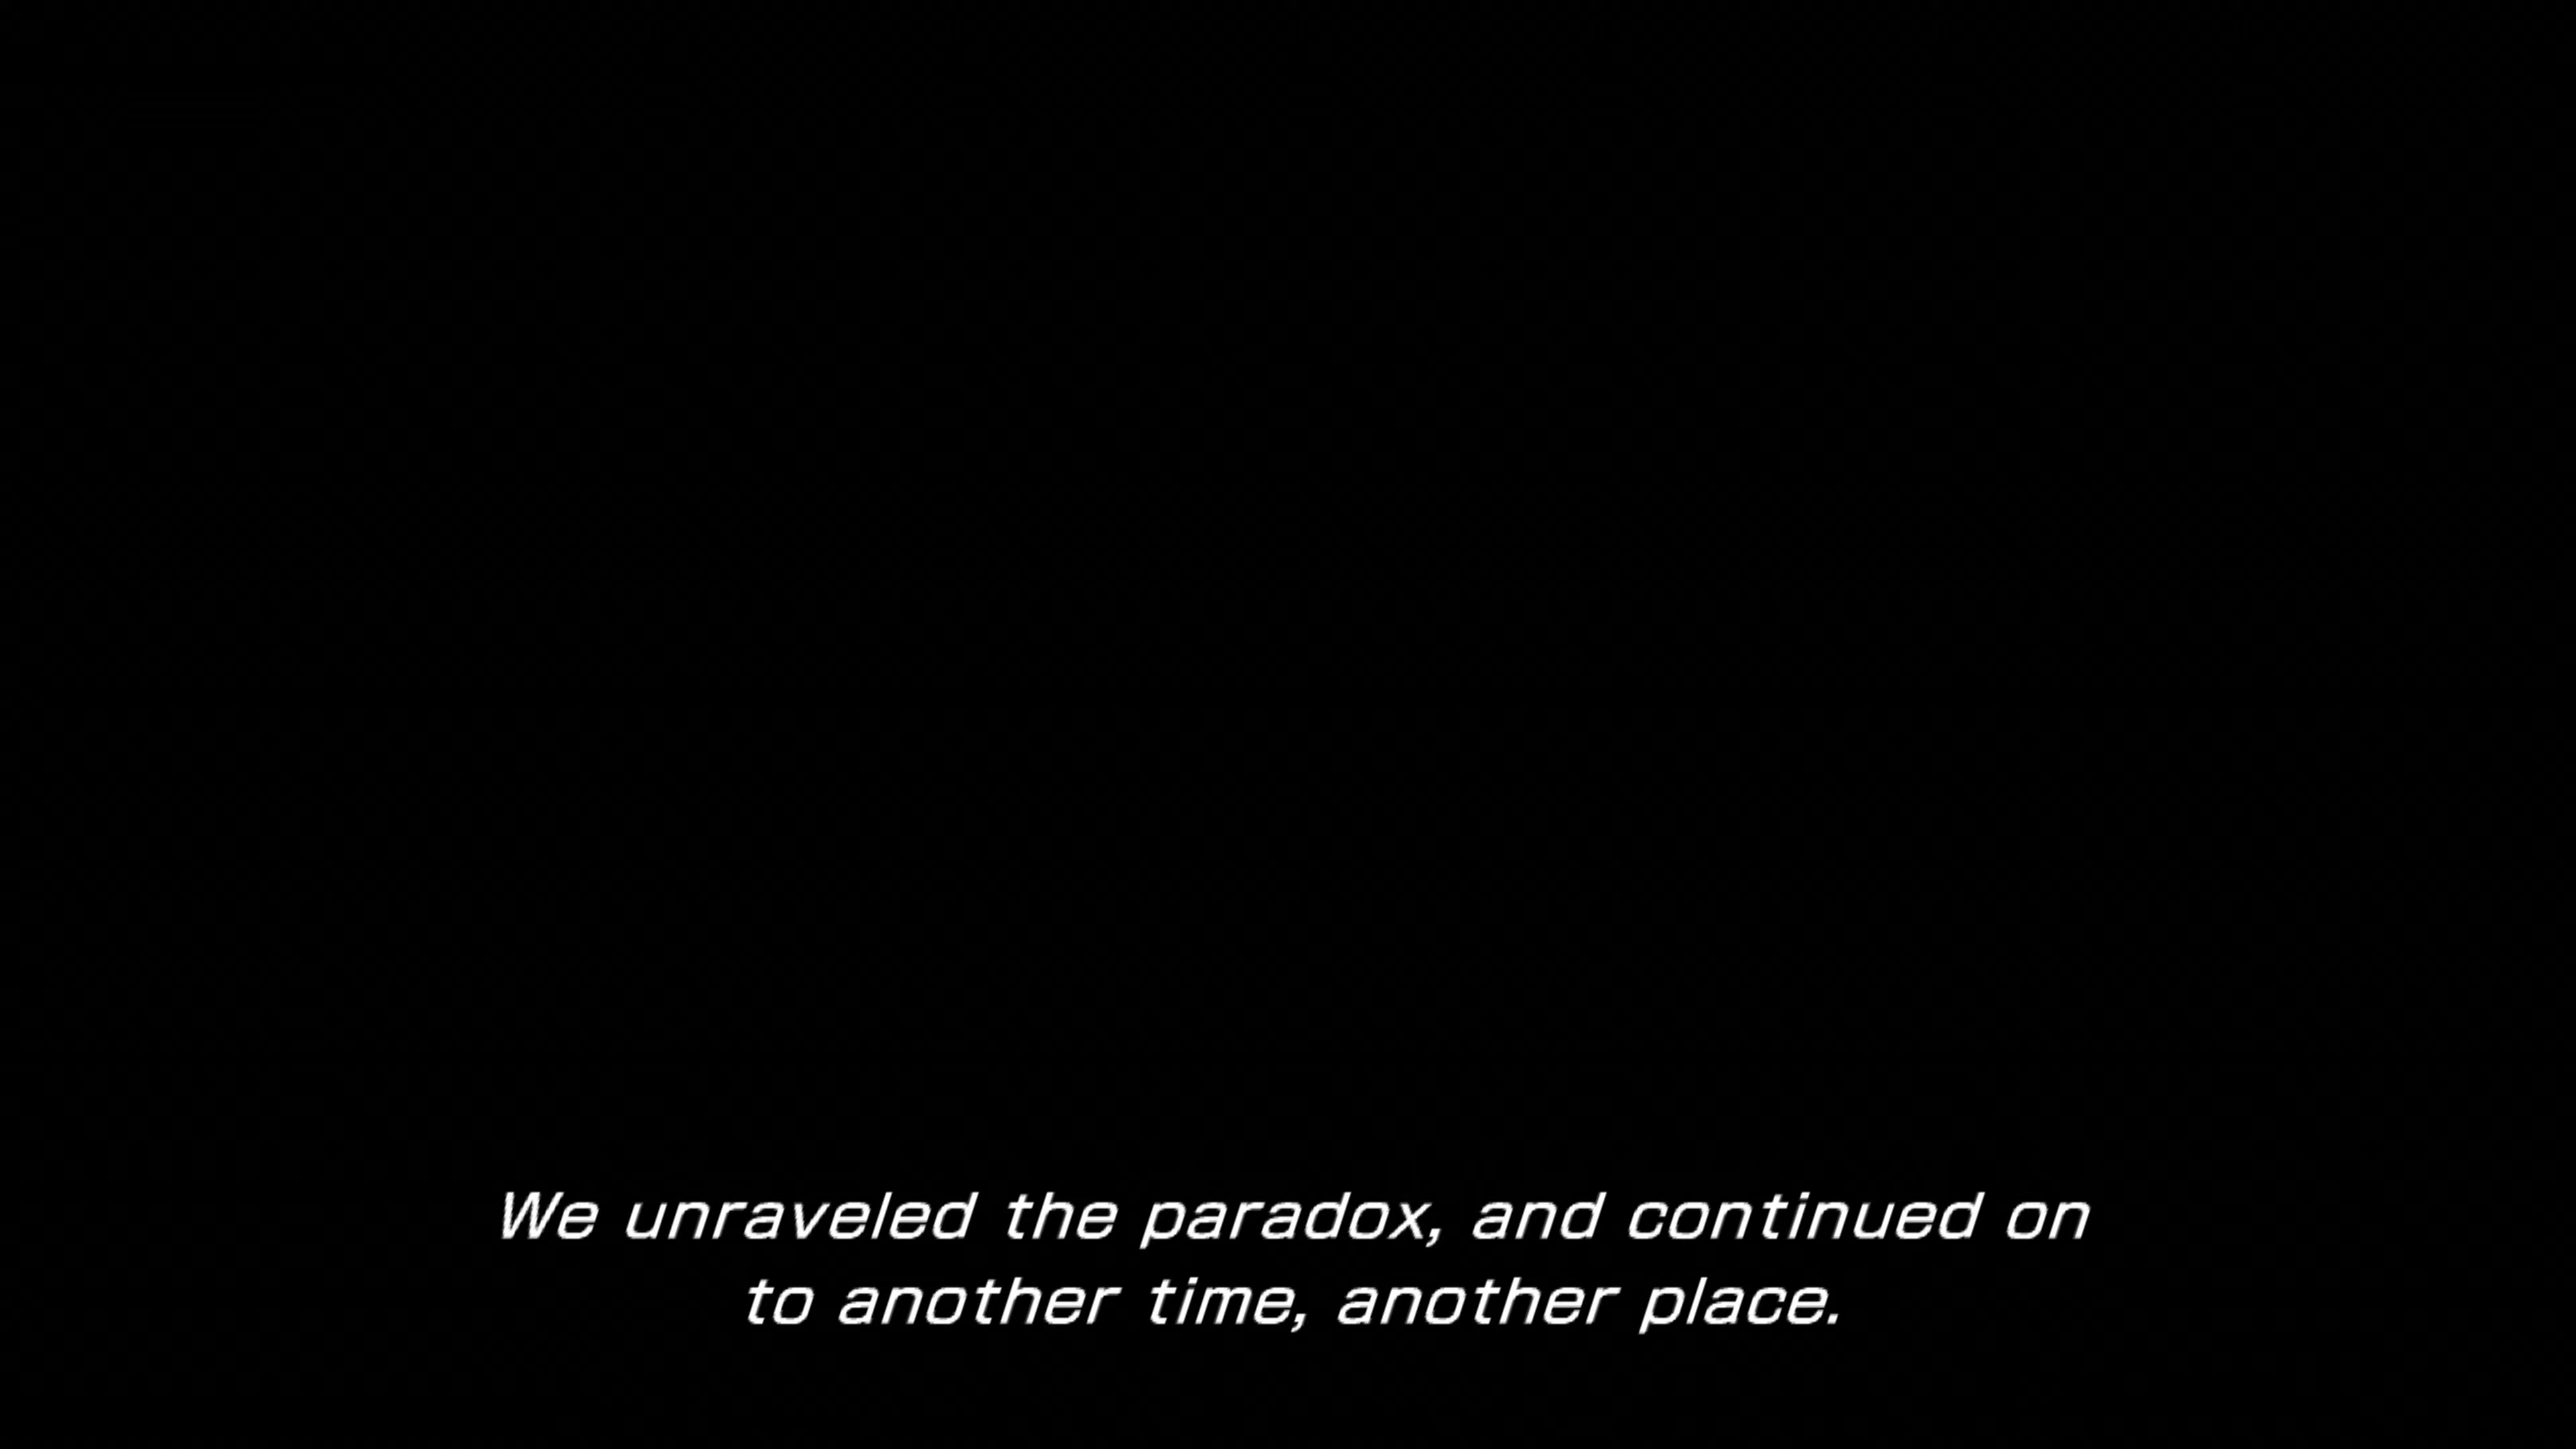 We unraveled the paradox, and continued on
to another time, another place.